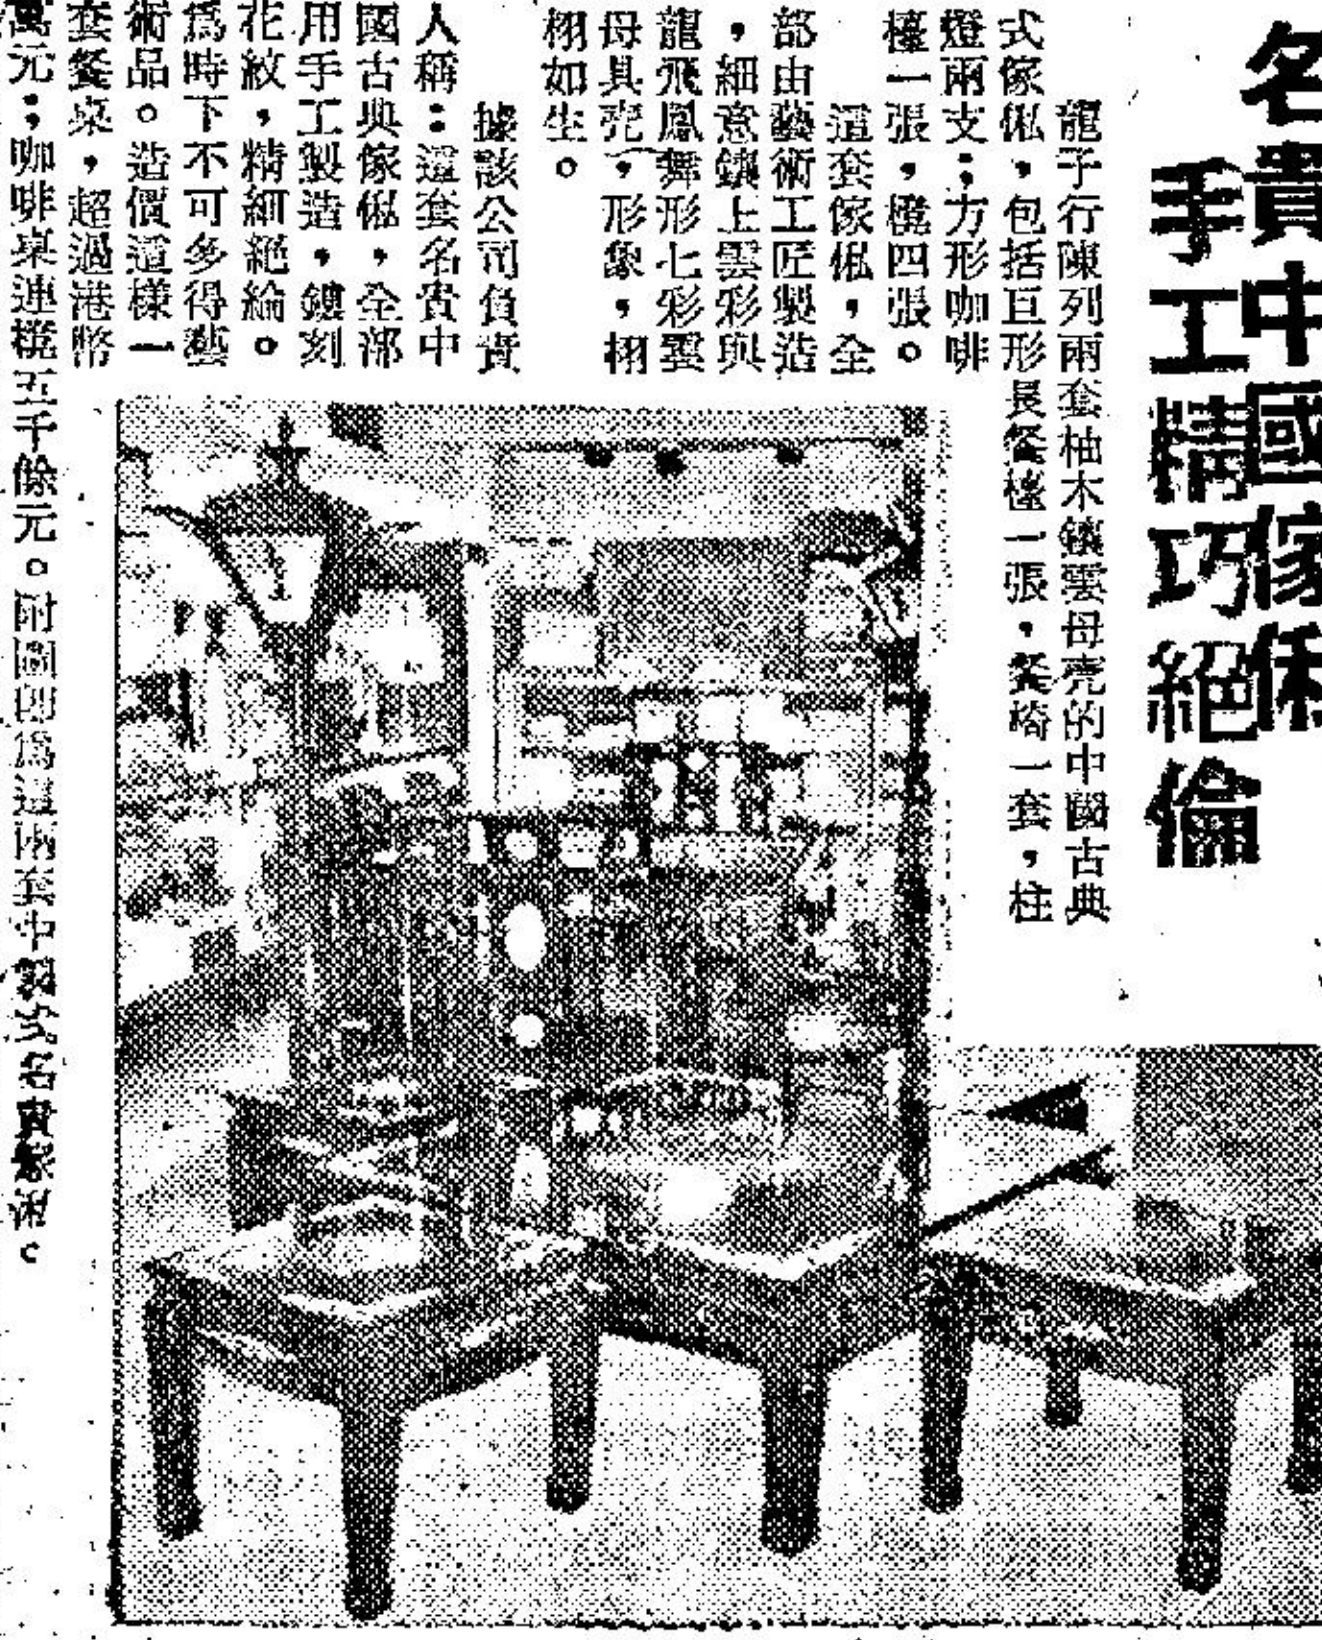 名貴中國傢俬
手工精巧絕倫
龍子行陳列兩套柚木鑲雲母壳的中國古典
式傢俬，包括巨形長餐檯一張，餐椅一套，柱
燈兩支；方形咖啡
檯一張，櫈四張。
這套傢俬，全
部由藝術工匠製造
，細意鑲上雲彩與
龍飛鳳舞形七彩雲
母具壳，形象，栩
栩如生。
據該公司負責
人稱：這套名貴中
國古典傢俬，全部
用手工製造，鏤刻
花紋，精細絕綸。
爲時下不可多得藝
術品。造價這樣一
套餐桌，超過港幣
萬元；咖啡桌連櫈五千餘元。附圖即爲這兩套中國式名貴傢俬。